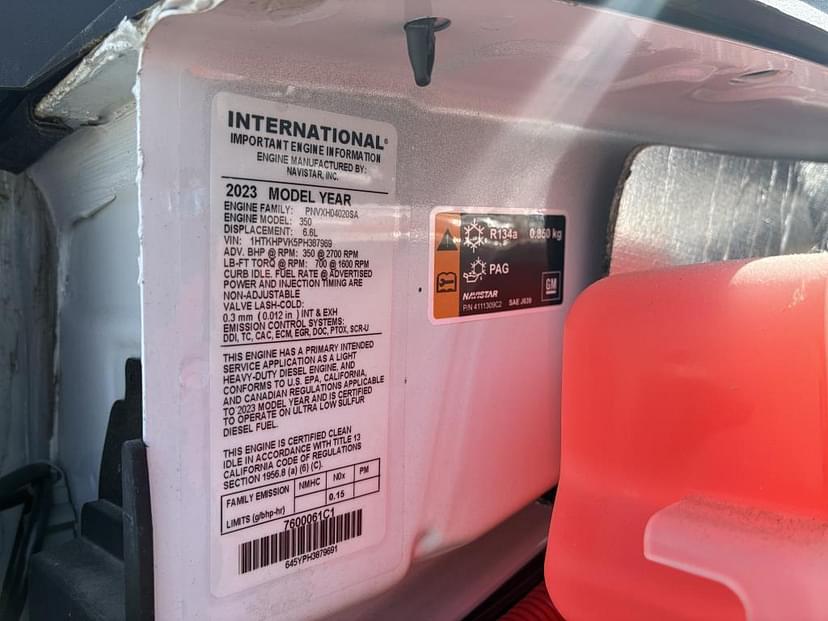 INTERNATIONAL®
IMPORTANT ENGINE INFORMATION
ENGINE MANUFACTURED BY:
NAVISTAR, INC.
2023 MODEL YEAR
ENGINE FAMILY: PNVXH04020SA
ENGINE MODEL: 350
DISPLACEMENT: 6.6L
VIN: 1HTKHPVK5PH387969
ADV. BHP @ RPM: 350 @ 2700 RPM
LB-FT TORQ @ RPM: 700 @ 1600 RPM
CURB IDLE, FUEL RATE @ ADVERTISED
POWER AND INJECTION TIMING ARE
NON-ADJUSTABLE
VALVE LASH-COLD:
0.3 mm (0.012 in) INT & EXH
EMISSION CONTROL SYSTEMS:
DDI, TC, CAC, ECM, EGR, DOC, PTOX, SCR-U
THIS ENGINE HAS A PRIMARY INTENDED
SERVICE APPLICATION AS A LIGHT
HEAVY-DUTY DIESEL ENGINE, AND
CONFORMS TO U.S. EPA, CALIFORNIA,
AND CANADIAN REGULATIONS APPLICABLE
TO 2023 MODEL YEAR AND IS CERTIFIED
TO OPERATE ON ULTRA LOW SULFUR
DIESEL FUEL.
THIS ENGINE IS CERTIFIED CLEAN
IDLE IN ACCORDANCE WITH TITLE 13
CALIFORNIA CODE OF REGULATIONS
SECTION 1956.8 (a) (6) (C).
FAMILY EMISSION NMHC N0x PM
LIMITS (g/bhp-hr) 0.15
7600061C1
645YPH3879691
R134a 0.850 kg
PAG
NAVISTAR
P/N 4111309C2 SAE J639
GM